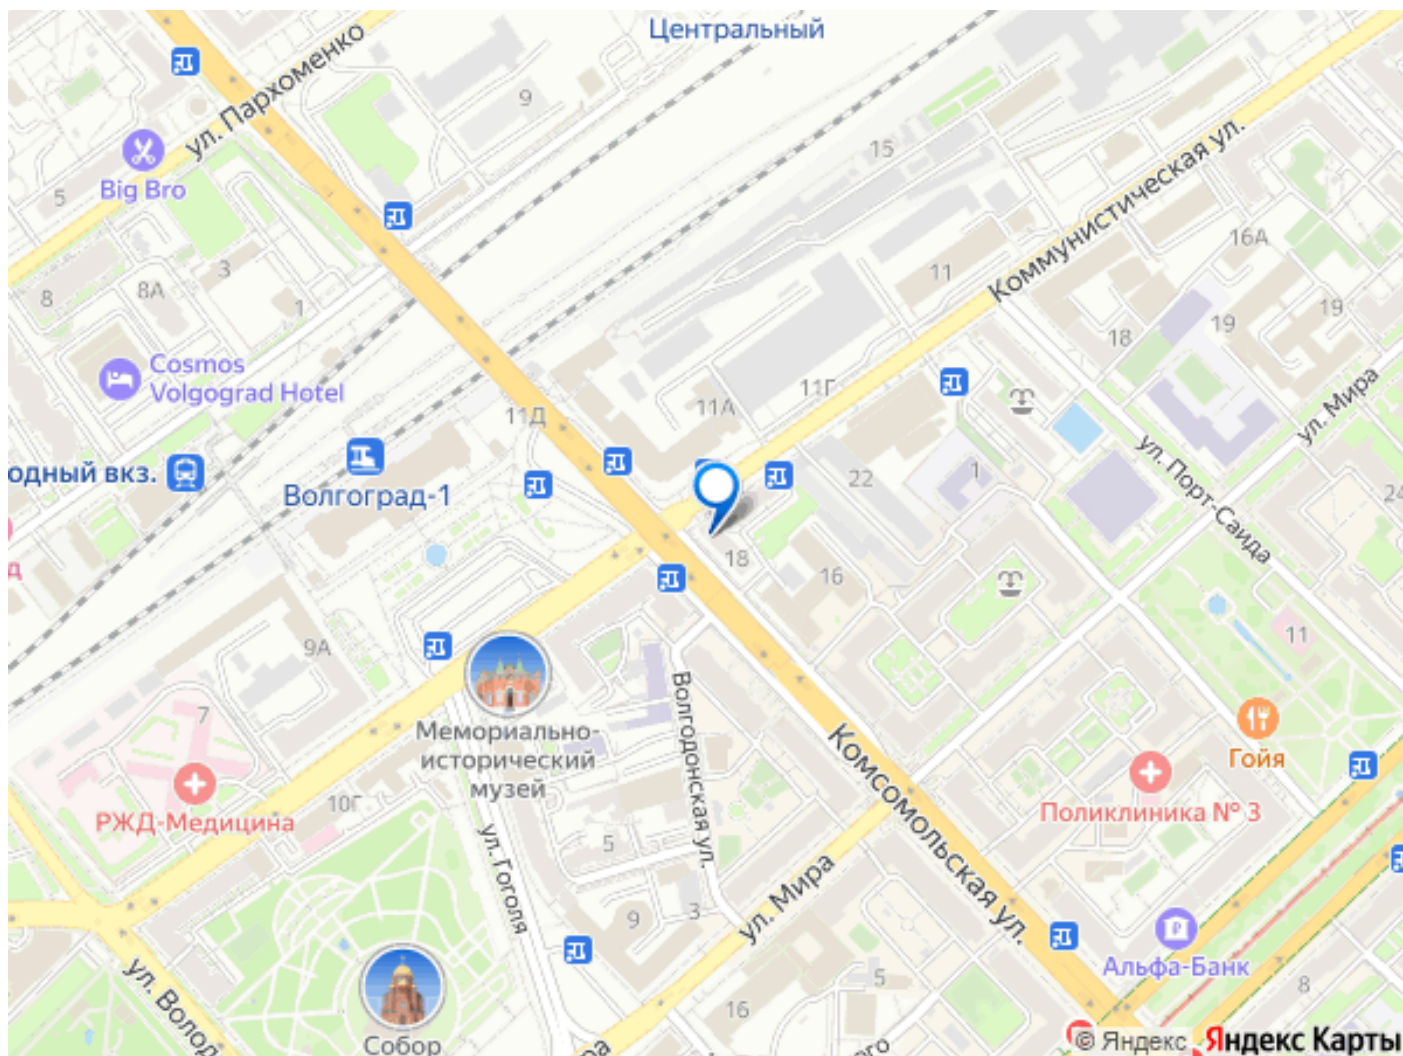 Центральный
ул. Пархоменко
9
15
Коммунистическая ул.
Big Bro
5
16А
3
11
8
8А
1
19
19
18
Cosmos
Volgograd Hotel
ул. Мира
11Г
11Д
11А
одный вкз.
22
1
Волгоград-1
ул. Порт-Саида
24
д
18
16
11
9А
Волгодонская ул.
7
Мемориально-
исторический
музей
Комсомольская ул.
Гойя
10Г
Поликлиника № 3
РЖД-Медицина
5
ул. Гоголя
ул. Мира
9
3
Альфа-Банк
ул. Волод
5
8
16
Собор
© Яндекс
Яндекс Карты